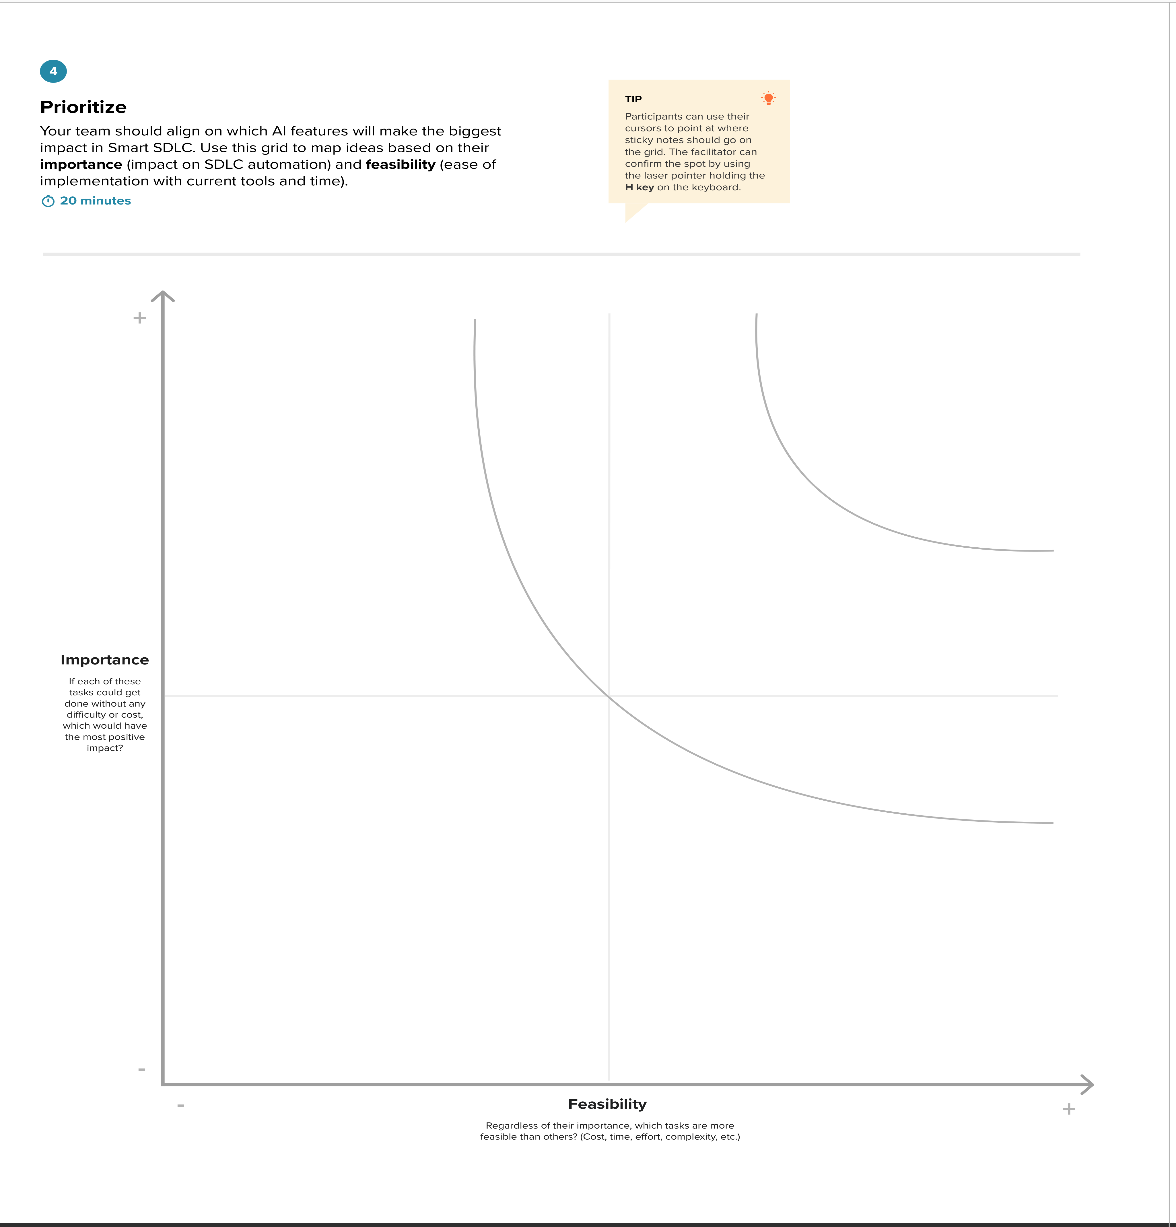 4
Prioritize
Your team should align on which AI features will make the biggest
impact in Smart SDLC. Use this grid to map ideas based on their
importance (impact on SDLC automation) and feasibility (ease of
implementation with current tools and time).
20 minutes
TIP
Participants can use their
cursors to point at where
sticky notes should go on
the grid. The facilitator can
confirm the spot by using
the laser pointer holding the
H key on the keyboard.
+
Importance
If each of these
tasks could get
done without any
difficulty or cost,
which would have
the most positive
impact?
-
-
Feasibility
+
Regardless of their importance, which tasks are more
feasible than others? (Cost, time, effort, complexity, etc.)